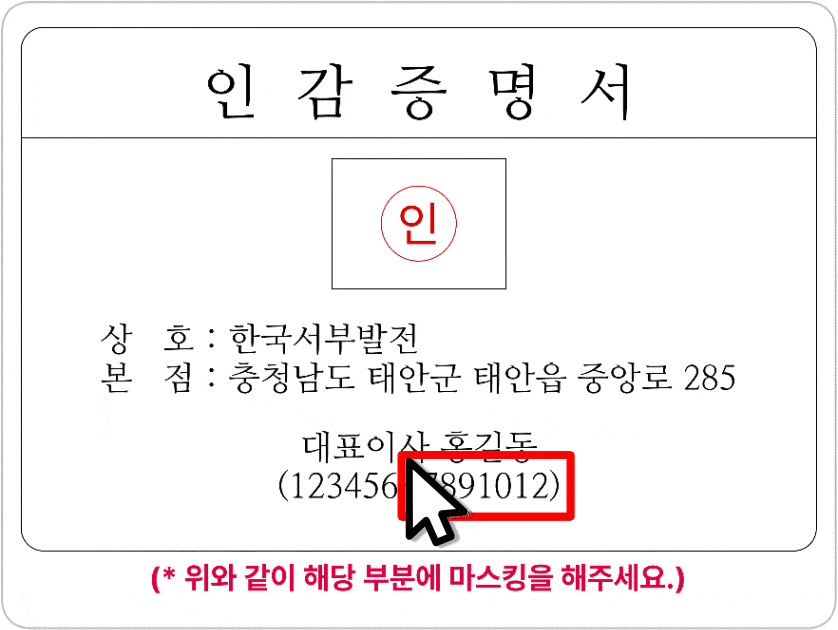 인 감 증 명 서
인
상 호 : 한국서부발전
본 점 : 충청남도 태안군 태안읍 중앙로 285
대표이사 홍길동
(123456 7891012)
(* 위와 같이 해당 부분에 마스킹을 해주세요.)